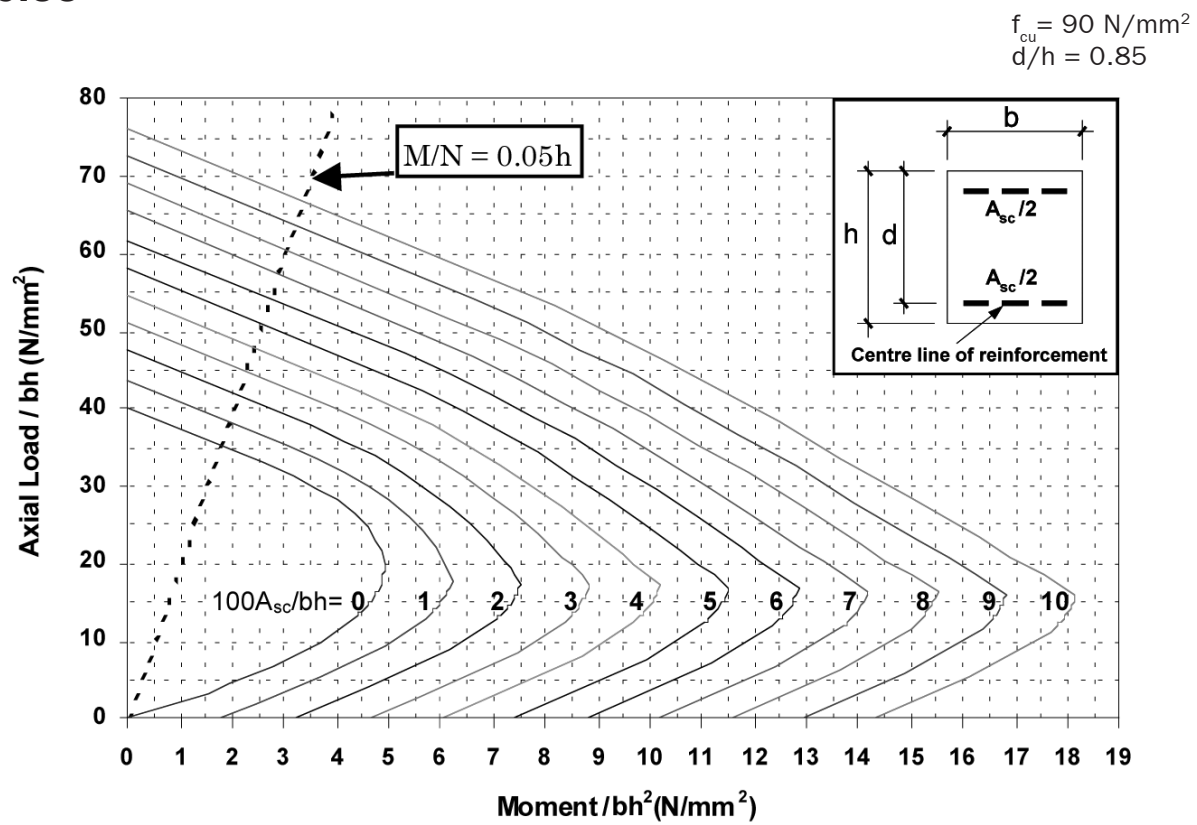 f_cu = 90 N/mm²
d/h = 0.85
80
70
60
50
40
30
20
10
0
Axial Load / bh (N/mm²)
M/N = 0.05h
b
h
d
A_sc/2
A_sc/2
Centre line of reinforcement
100A_sc/bh= 0 1 2 3 4 5 6 7 8 9 10
0 1 2 3 4 5 6 7 8 9 10 11 12 13 14 15 16 17 18 19
Moment/bh²(N/mm²)